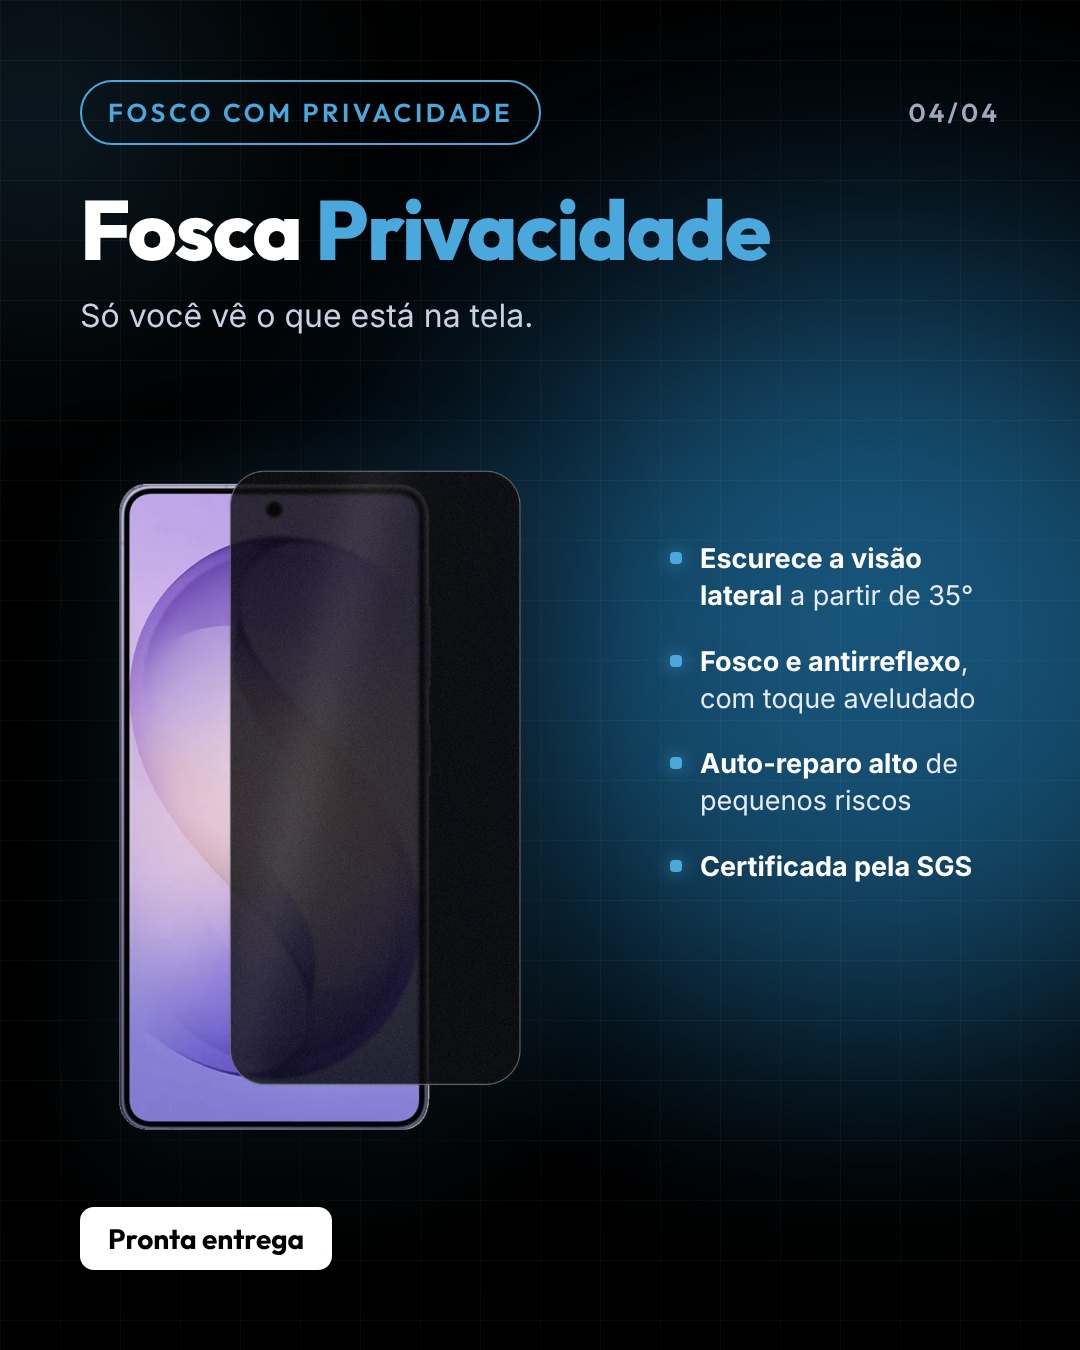 FOSCO COM PRIVACIDADE
04/04
Fosca Privacidade
Só você vê o que está na tela.
Escurece a visão
lateral a partir de 35°
Fosco e antirreflexo,
com toque aveludado
Auto-reparo alto de
pequenos riscos
Certificada pela SGS
Pronta entrega